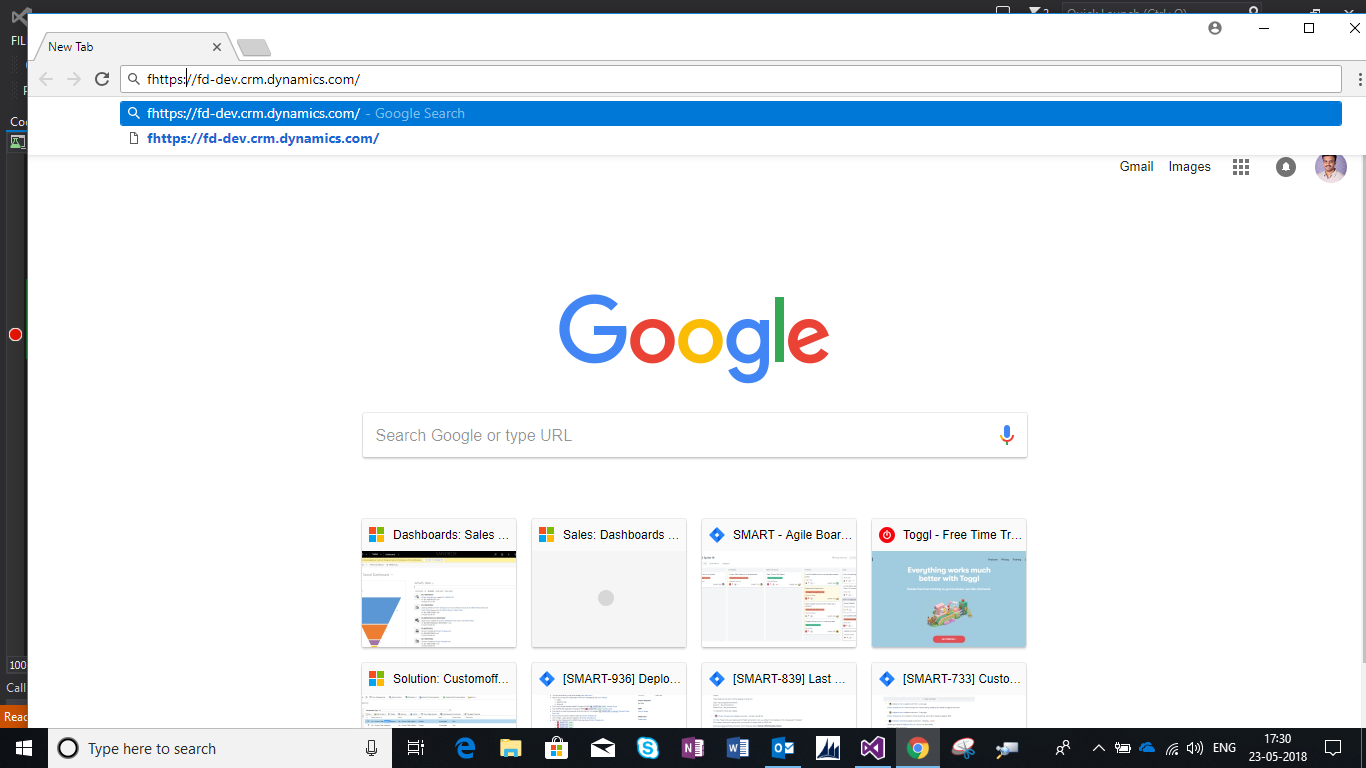 Quick Launch (Ctrl+Q)
FIL
New Tab
fhttps://fd-dev.crm.dynamics.com/
fhttps://fd-dev.crm.dynamics.com/ - Google Search
fhttps://fd-dev.crm.dynamics.com/
Gmail Images
Google
Search Google or type URL
Dashboards: Sales ...
Sales: Dashboards ...
SMART - Agile Boar...
Toggl - Free Time Tr...
Everything works much
better with Toggl
Solution: Customoff...
[SMART-936] Deplo...
[SMART-839] Last ...
[SMART-733] Custo...
100
Call
Read
Type here to search
ENG
17:30
23-05-2018